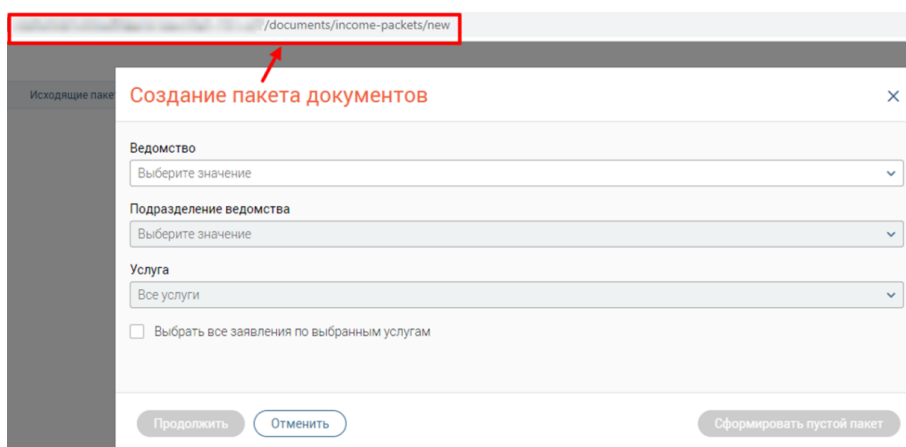 /documents/income-packets/new
Исходящие паке
Создание пакета документов
Ведомство
Выберите значение
Подразделение ведомства
Выберите значение
Услуга
Все услуги
Выбрать все заявления по выбранным услугам
Продолжить
Отменить
Сформировать пустой пакет